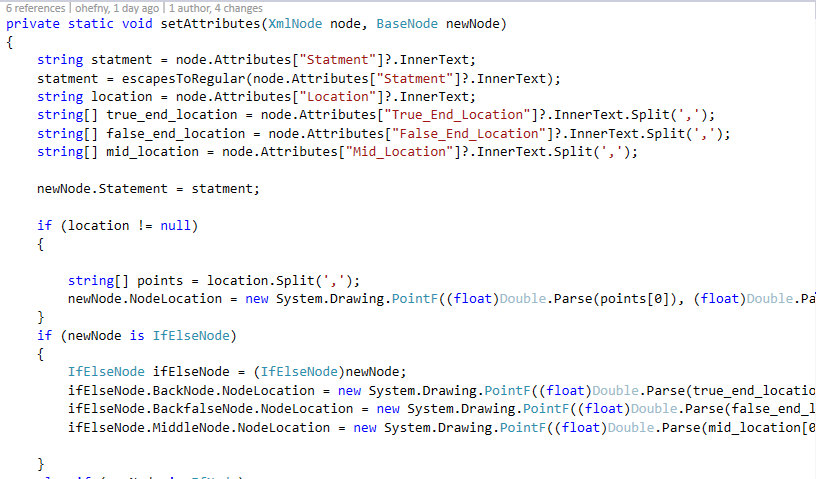 6 references | ohefny, 1 day ago | 1 author, 4 changes
private static void setAttributes(XmlNode node, BaseNode newNode)
{
string statment = node.Attributes["Statment"]?.InnerText;
statment = escapesToRegular(node.Attributes["Statment"]?.InnerText);
string location = node.Attributes["Location"]?.InnerText;
string[] true_end_location = node.Attributes["True_End_Location"]?.InnerText.Split(',');
string[] false_end_location = node.Attributes["False_End_Location"]?.InnerText.Split(',');
string[] mid_location = node.Attributes["Mid_Location"]?.InnerText.Split(',');
newNode.Statement = statment;
if (location != null)
{
string[] points = location.Split(',');
newNode.NodeLocation = new System.Drawing.PointF((float)Double.Parse(points[0]), (float)Double.Pa
}
if (newNode is IfElseNode)
{
IfElseNode ifElseNode = (IfElseNode)newNode;
ifElseNode.BackNode.NodeLocation = new System.Drawing.PointF((float)Double.Parse(true_end_locatio
ifElseNode.BackfalseNode.NodeLocation = new System.Drawing.PointF((float)Double.Parse(false_end_l
ifElseNode.MiddleNode.NodeLocation = new System.Drawing.PointF((float)Double.Parse(mid_location[0
}